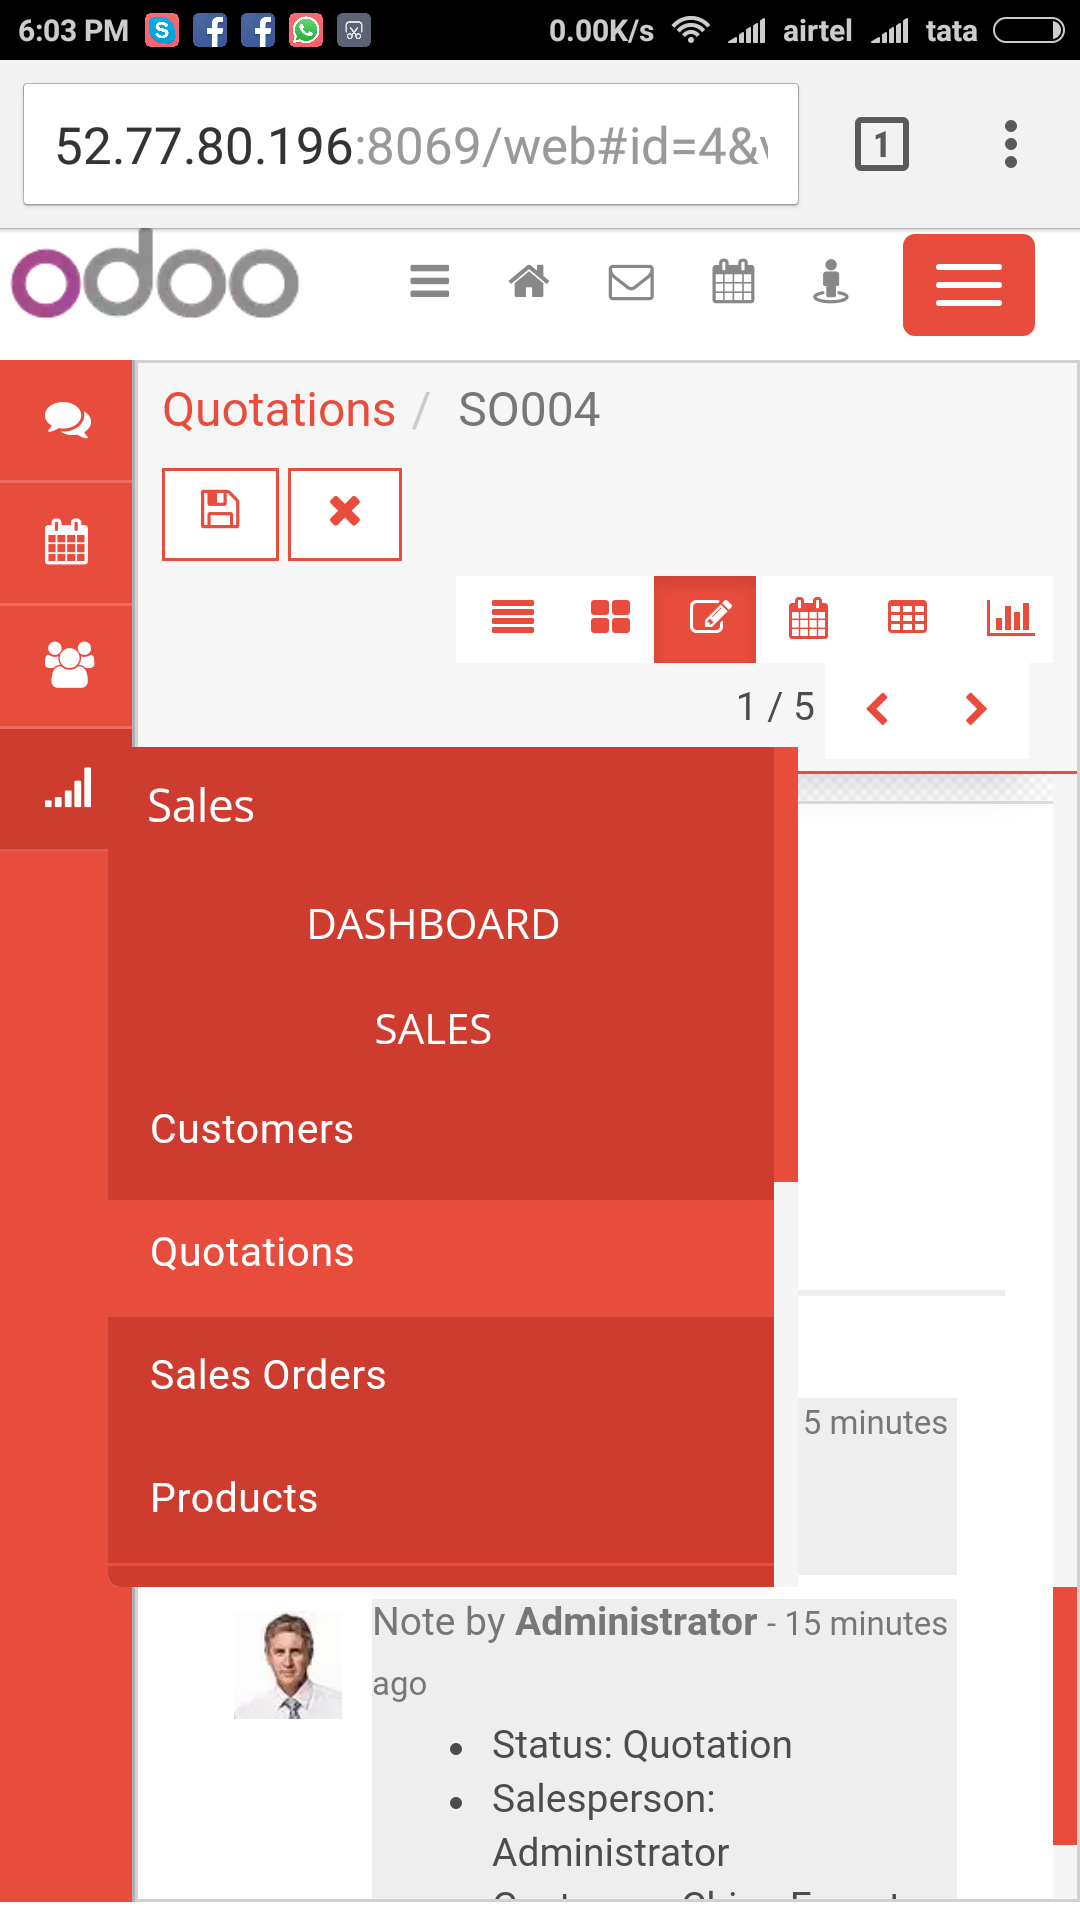 6:03 PM 0.00K/s airtel tata
52.77.80.196:8069/web#id=4&
1
odoo
Quotations / SO004
1 / 5
Sales
DASHBOARD
SALES
Customers
Quotations
Sales Orders
Products
5 minutes
Note by Administrator - 15 minutes
ago
• Status: Quotation
• Salesperson:
Administrator